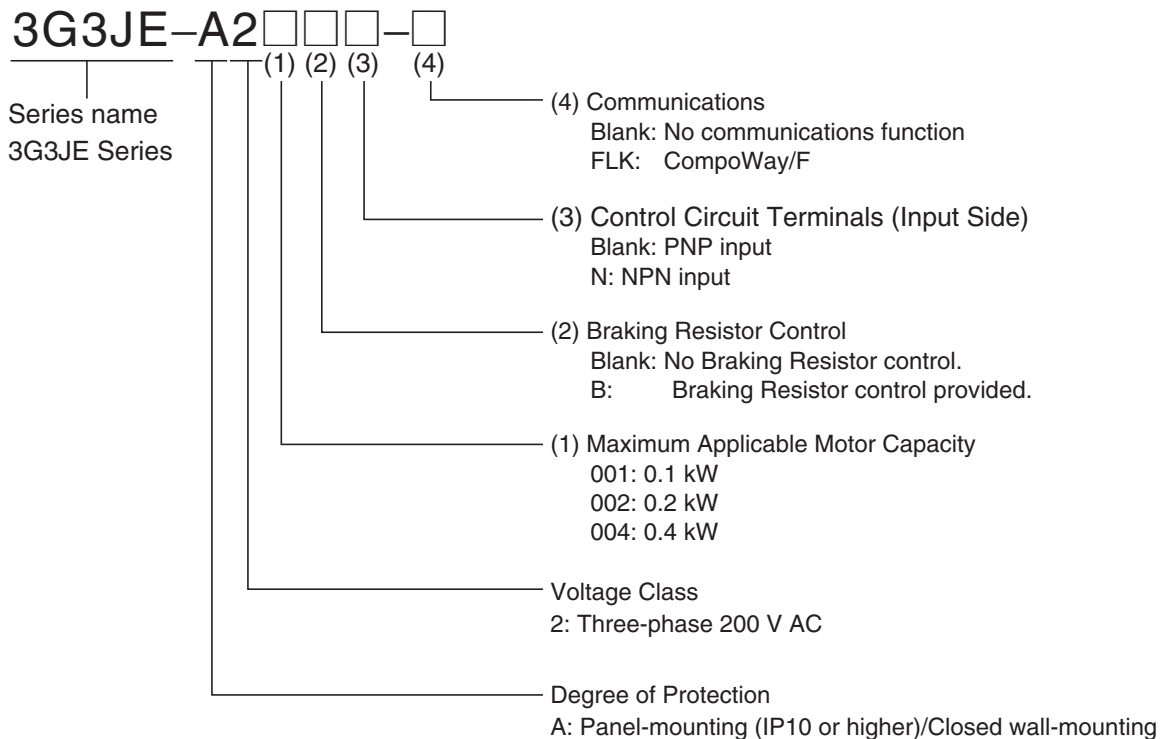 3G3JE–A2□□□–□
(1) (2) (3) (4)
Series name
3G3JE Series
(4) Communications
Blank: No communications function
FLK: CompoWay/F
(3) Control Circuit Terminals (Input Side)
Blank: PNP input
N: NPN input
(2) Braking Resistor Control
Blank: No Braking Resistor control.
B: Braking Resistor control provided.
(1) Maximum Applicable Motor Capacity
001: 0.1 kW
002: 0.2 kW
004: 0.4 kW
Voltage Class
2: Three-phase 200 V AC
Degree of Protection
A: Panel-mounting (IP10 or higher)/Closed wall-mounting